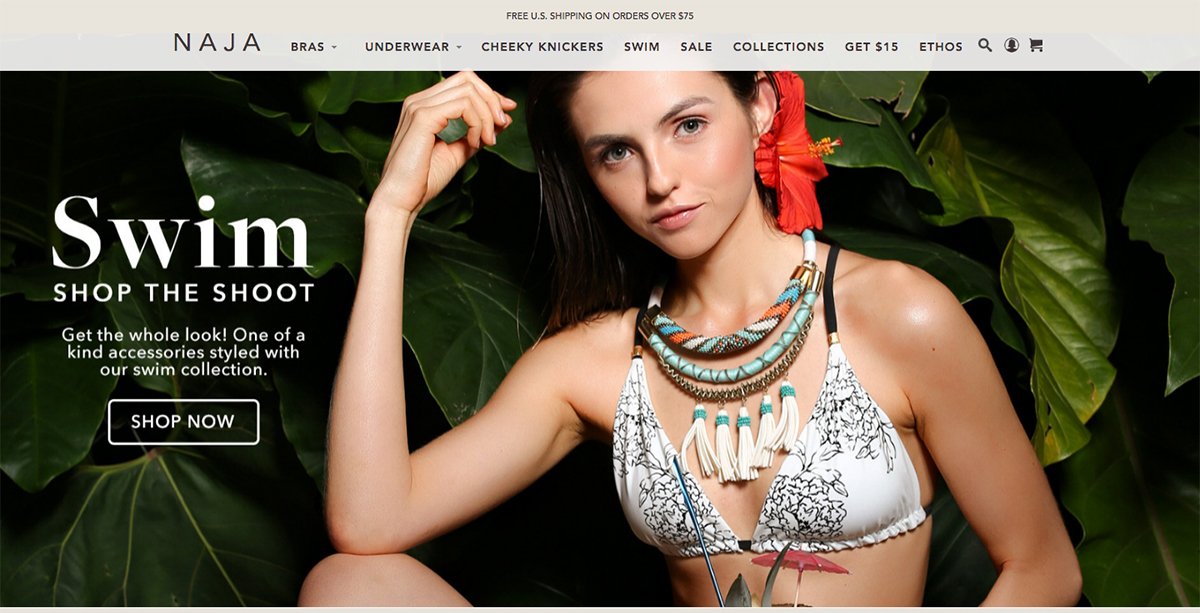 FREE U.S. SHIPPING ON ORDERS OVER $75
NAJA BRAS UNDERWEAR CHEEKY KNICKERS SWIM SALE COLLECTIONS GET $15 ETHOS
Swim
SHOP THE SHOOT
Get the whole look! One of a
kind accessories styled with
our swim collection.
SHOP NOW